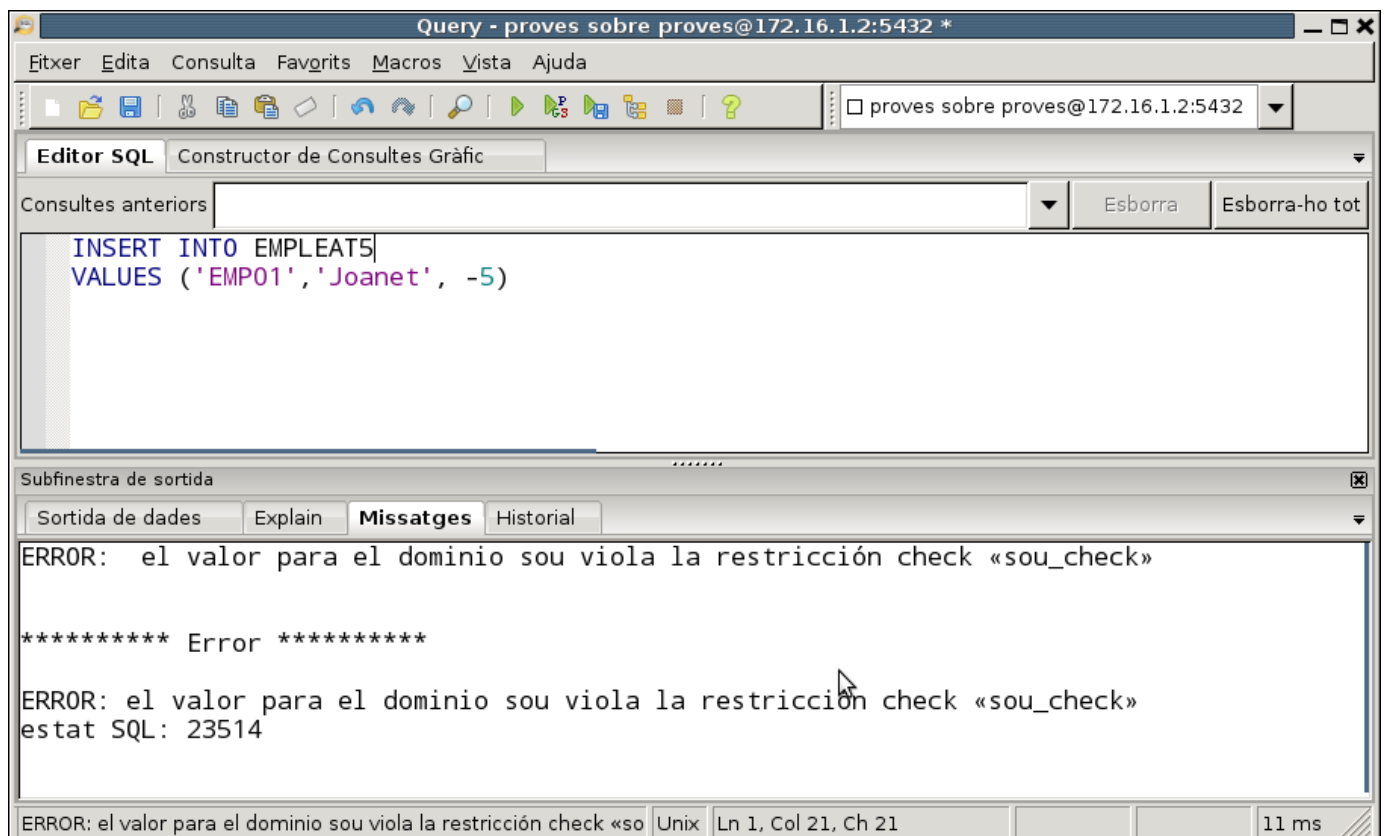 Query - proves sobre proves@172.16.1.2:5432 *
Fitxer Edita Consulta Favorits Macros Vista Ajuda
proves sobre proves@172.16.1.2:5432
Editor SQL Constructor de Consultes Gràfic
Consultes anteriors Esborra Esborra-ho tot
INSERT INTO EMPLEAT5
VALUES ('EMP01','Joanet', -5)
Subfinestra de sortida
Sortida de dades Explain Missatges Historial
ERROR:  el valor para el dominio sou viola la restricción check «sou_check»
********** Error **********
ERROR: el valor para el dominio sou viola la restricción check «sou_check»
estat SQL: 23514
ERROR: el valor para el dominio sou viola la restricción check «so Unix Ln 1, Col 21, Ch 21 11 ms